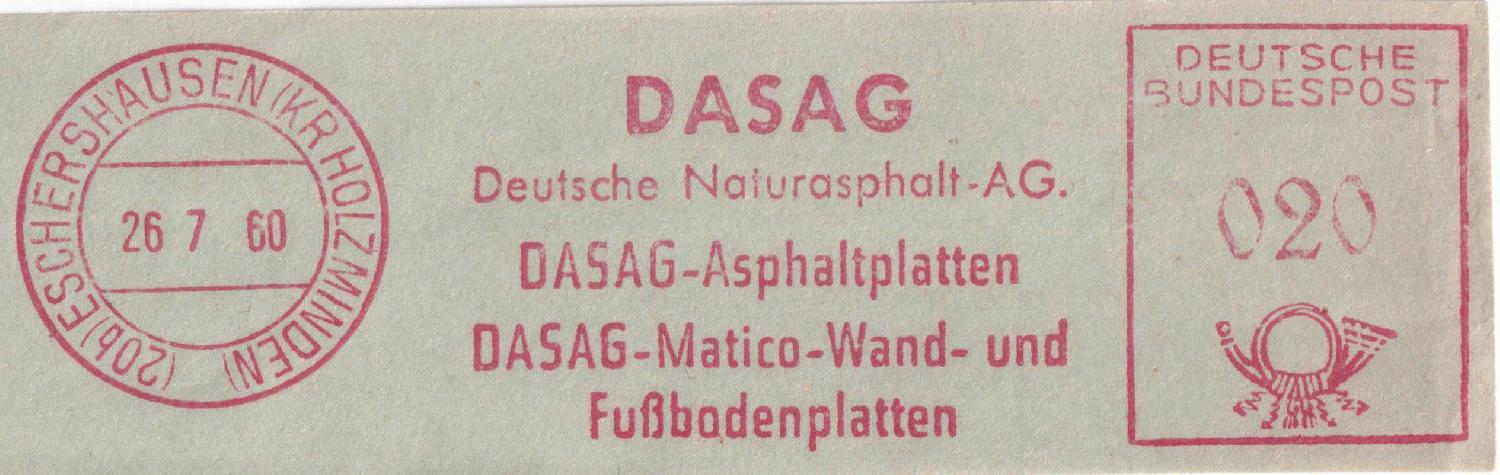 (20b) ESCHERSHAUSEN (KR HOLZMINDEN)
26 7 60
DASAG
Deutsche Naturasphalt-AG.
DASAG-Asphaltplatten
DASAG-Matico-Wand- und
Fußbodenplatten
DEUTSCHE
BUNDESPOST
020